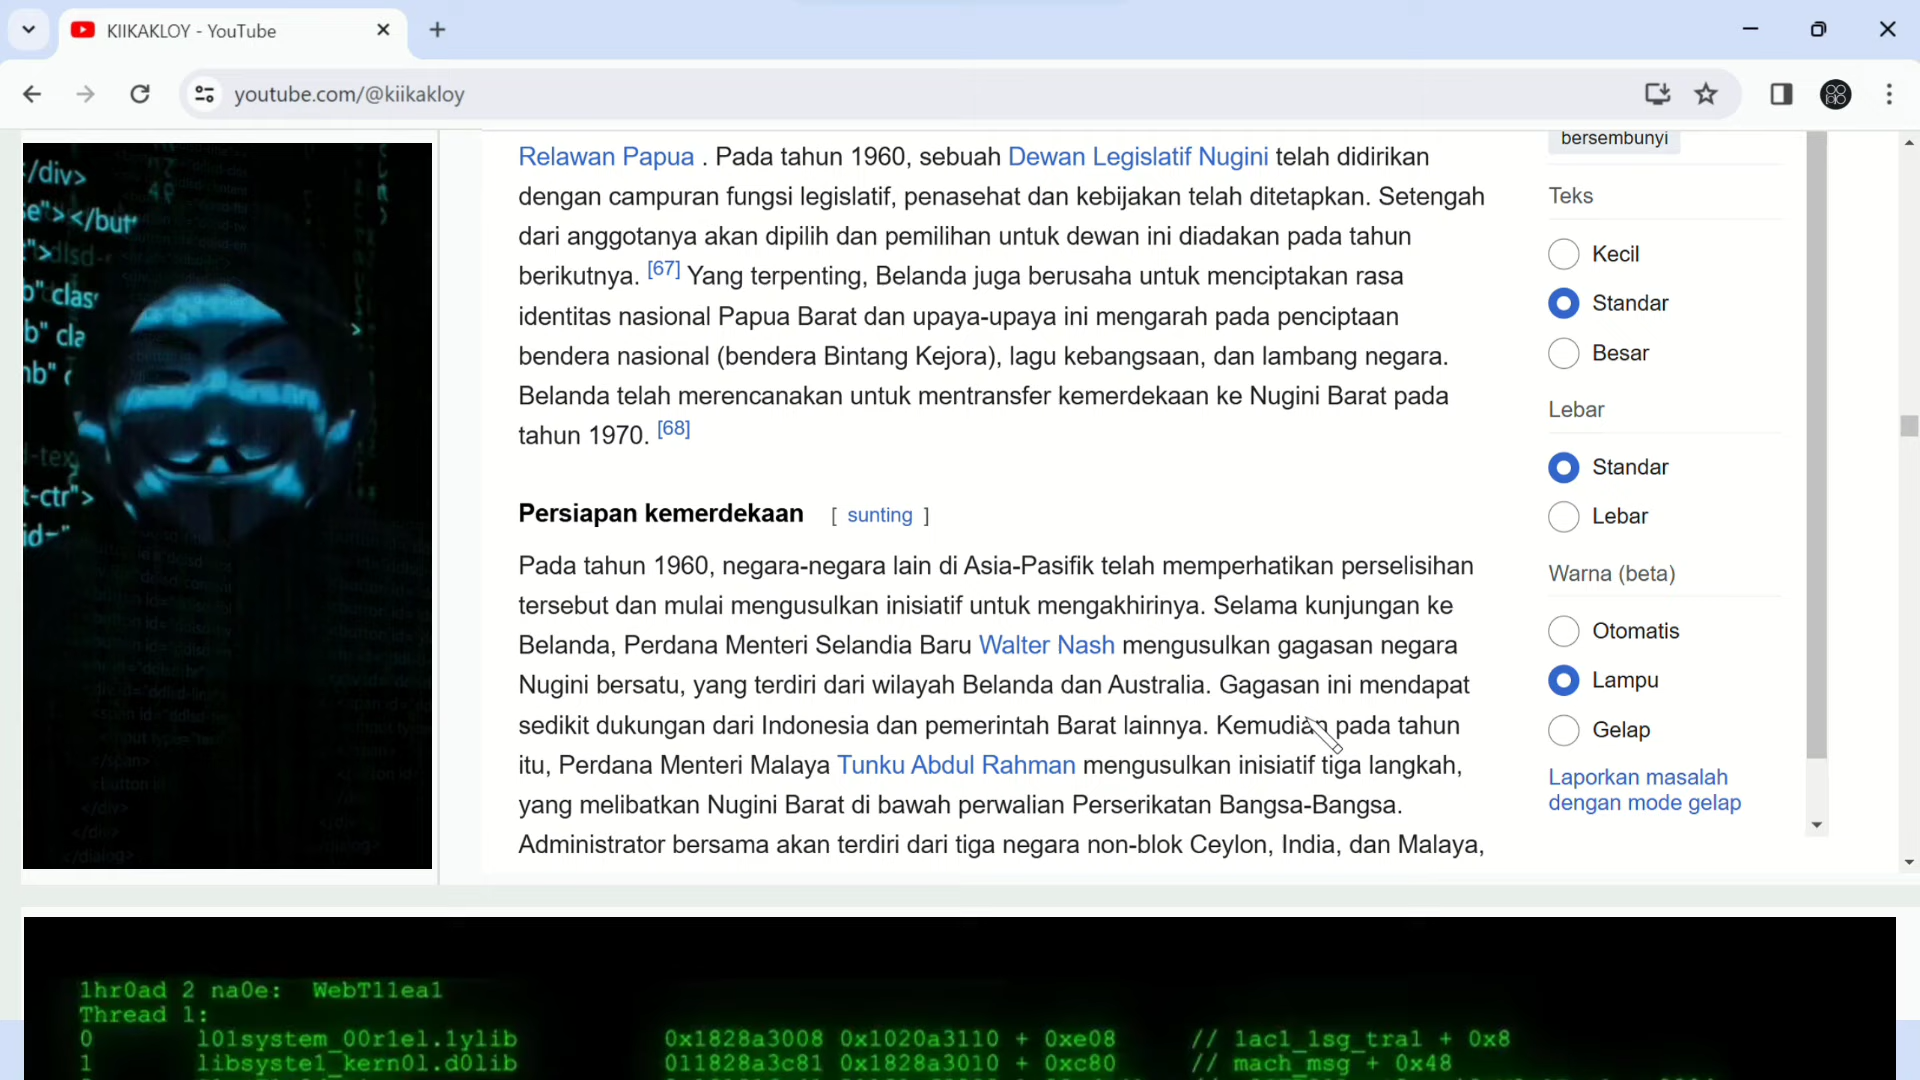 KIIKAKLOY - YouTube
youtube.com/@kiikakloy
/div>
e"></but
">
b" clas
b" cla
b" c
-tex
t-ctr">
id="
Relawan Papua . Pada tahun 1960, sebuah Dewan Legislatif Nugini telah didirikan
dengan campuran fungsi legislatif, penasehat dan kebijakan telah ditetapkan. Setengah
dari anggotanya akan dipilih dan pemilihan untuk dewan ini diadakan pada tahun
berikutnya. [67] Yang terpenting, Belanda juga berusaha untuk menciptakan rasa
identitas nasional Papua Barat dan upaya-upaya ini mengarah pada penciptaan
bendera nasional (bendera Bintang Kejora), lagu kebangsaan, dan lambang negara.
Belanda telah merencanakan untuk mentransfer kemerdekaan ke Nugini Barat pada
tahun 1970. [68]
Persiapan kemerdekaan [ sunting ]
Pada tahun 1960, negara-negara lain di Asia-Pasifik telah memperhatikan perselisihan
tersebut dan mulai mengusulkan inisiatif untuk mengakhirinya. Selama kunjungan ke
Belanda, Perdana Menteri Selandia Baru Walter Nash mengusulkan gagasan negara
Nugini bersatu, yang terdiri dari wilayah Belanda dan Australia. Gagasan ini mendapat
sedikit dukungan dari Indonesia dan pemerintah Barat lainnya. Kemudian pada tahun
itu, Perdana Menteri Malaya Tunku Abdul Rahman mengusulkan inisiatif tiga langkah,
yang melibatkan Nugini Barat di bawah perwalian Perserikatan Bangsa-Bangsa.
Administrator bersama akan terdiri dari tiga negara non-blok Ceylon, India, dan Malaya,
bersembunyi
Teks
Kecil
Standar
Besar
Lebar
Standar
Lebar
Warna (beta)
Otomatis
Lampu
Gelap
Laporkan masalah
dengan mode gelap
1hr0ad 2 na0e: WebT11ea1
Thread 1:
0 l01system_00r1el.1ylib 0x1828a3008 0x1020a3110 + 0xe08 // lacl_lsg_tral + 0x8
1 libsyste1_kern0l.d0lib 011828a3c81 0x1828a3010 + 0xc80 // mach_msg + 0x48